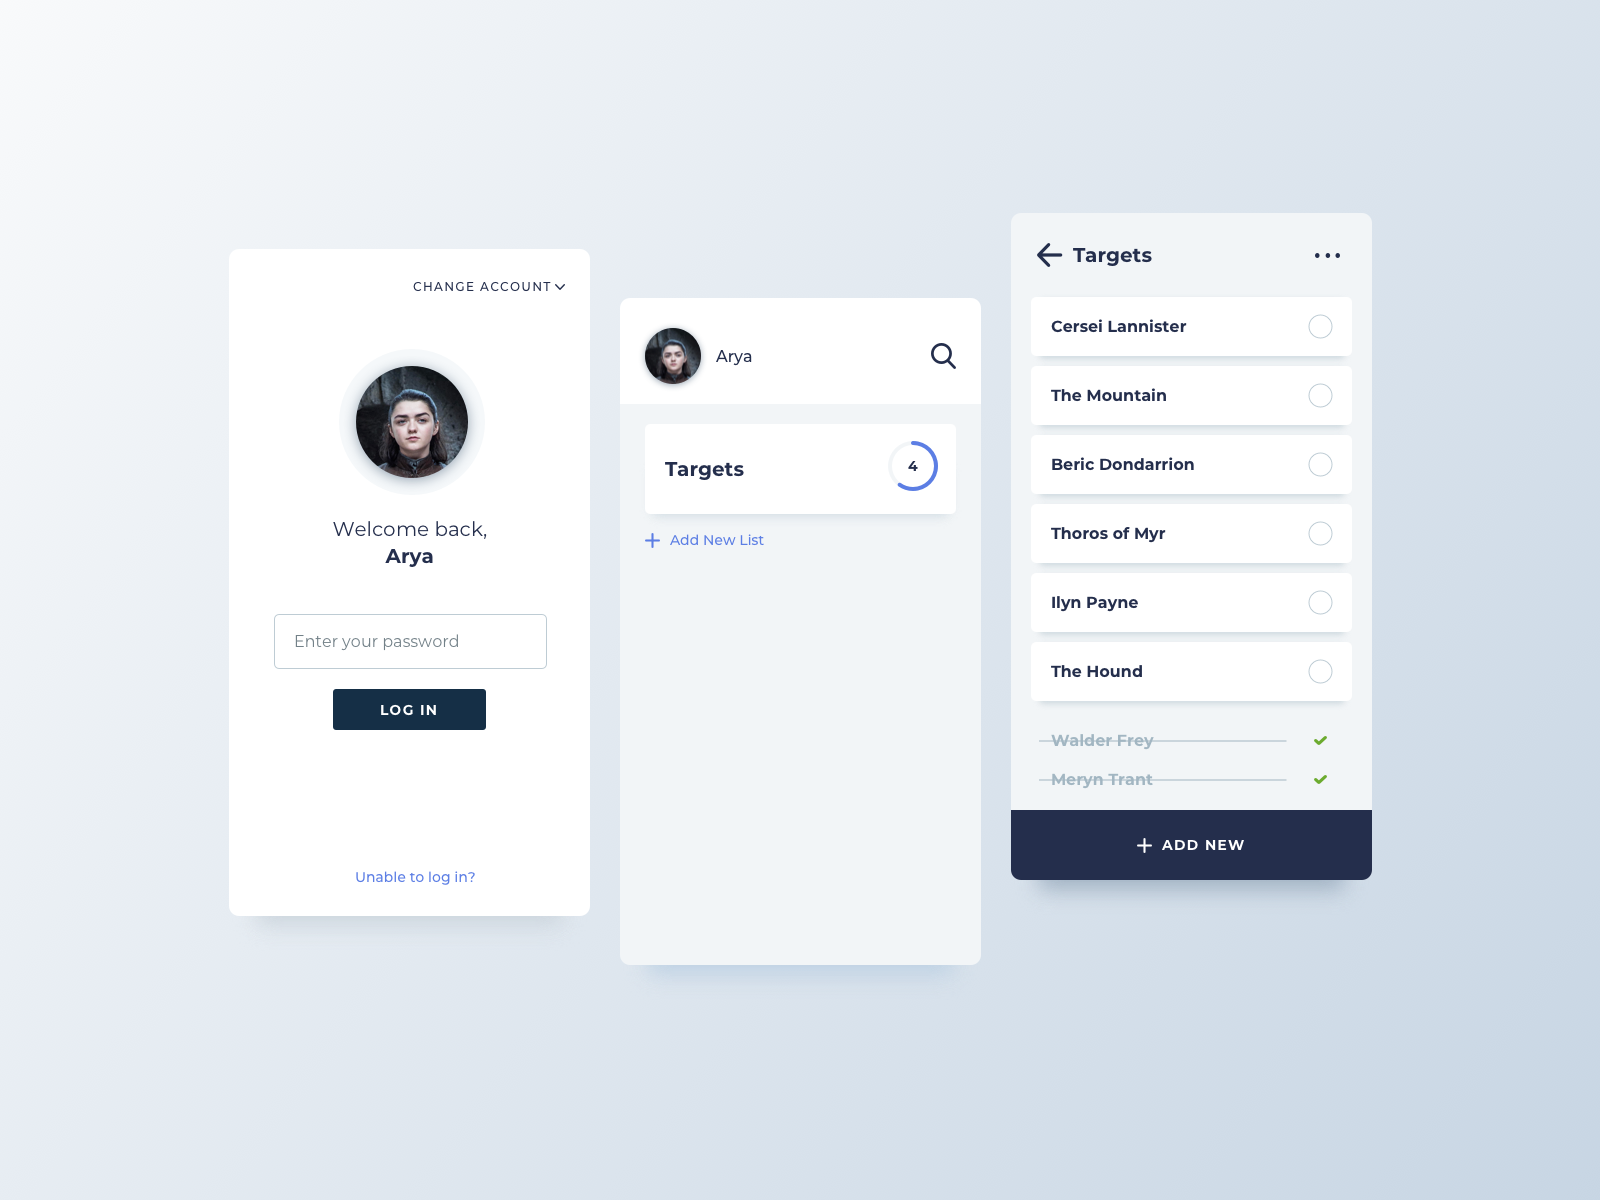 CHANGE ACCOUNT
Welcome back,
Arya
Enter your password
LOG IN
Unable to log in?
Arya
Targets
4
Add New List
Targets
Cersei Lannister
The Mountain
Beric Dondarrion
Thoros of Myr
Ilyn Payne
The Hound
Walder Frey
Meryn Trant
ADD NEW